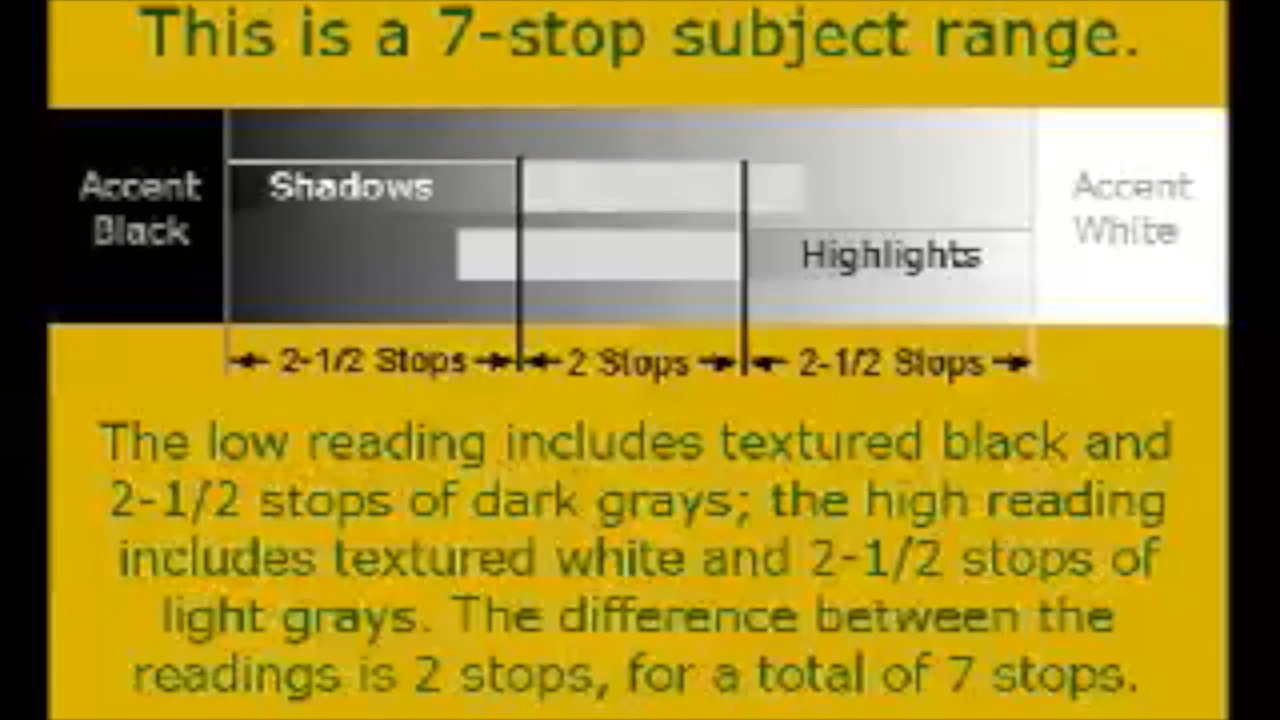 This is a 7-stop subject range.
Accent
Black
Shadows
Highlights
Accent
White
2-1/2 Stops
2 Stops
2-1/2 Stops
The low reading includes textured black and
2-1/2 stops of dark grays; the high reading
includes textured white and 2-1/2 stops of
light grays. The difference between the
readings is 2 stops, for a total of 7 stops.